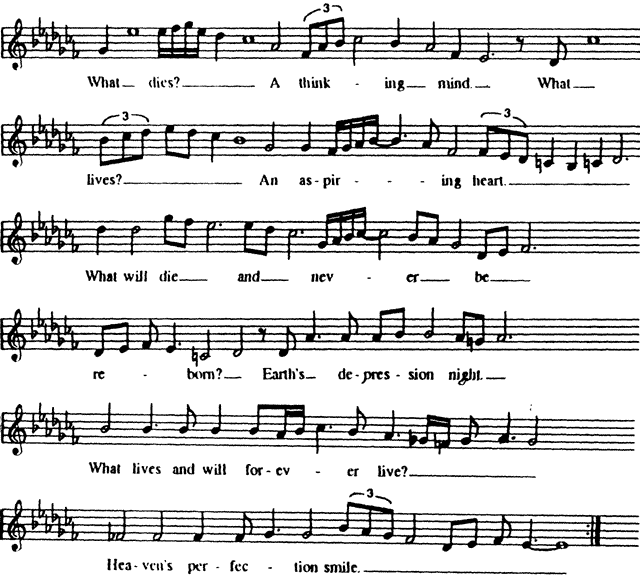 3
What dies? A think - ing mind. What
3 3
lives? An as - pir - - - ing heart.
What will die and nev - er be
re - born? Earth's de - pres - sion night.
What lives and will for - ev - er live?
3
Hea - ven's per - fec - tion smile.